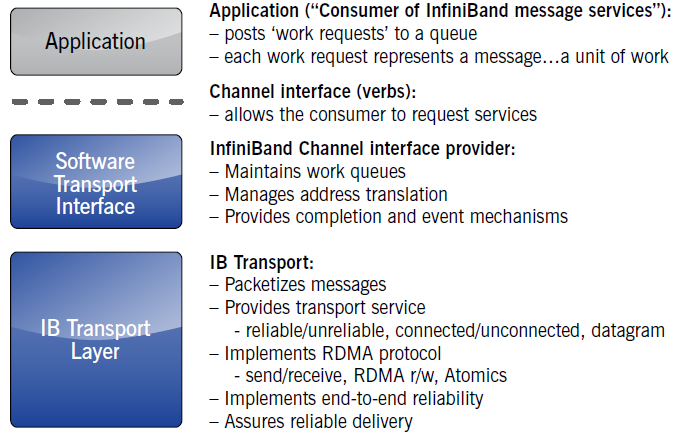 Application
Application (“Consumer of InfiniBand message services”):
– posts ‘work requests’ to a queue
– each work request represents a message…a unit of work
Channel interface (verbs):
– allows the consumer to request services
Software
Transport
Interface
InfiniBand Channel interface provider:
– Maintains work queues
– Manages address translation
– Provides completion and event mechanisms
IB Transport
Layer
IB Transport:
– Packetizes messages
– Provides transport service
- reliable/unreliable, connected/unconnected, datagram
– Implements RDMA protocol
- send/receive, RDMA r/w, Atomics
– Implements end-to-end reliability
– Assures reliable delivery